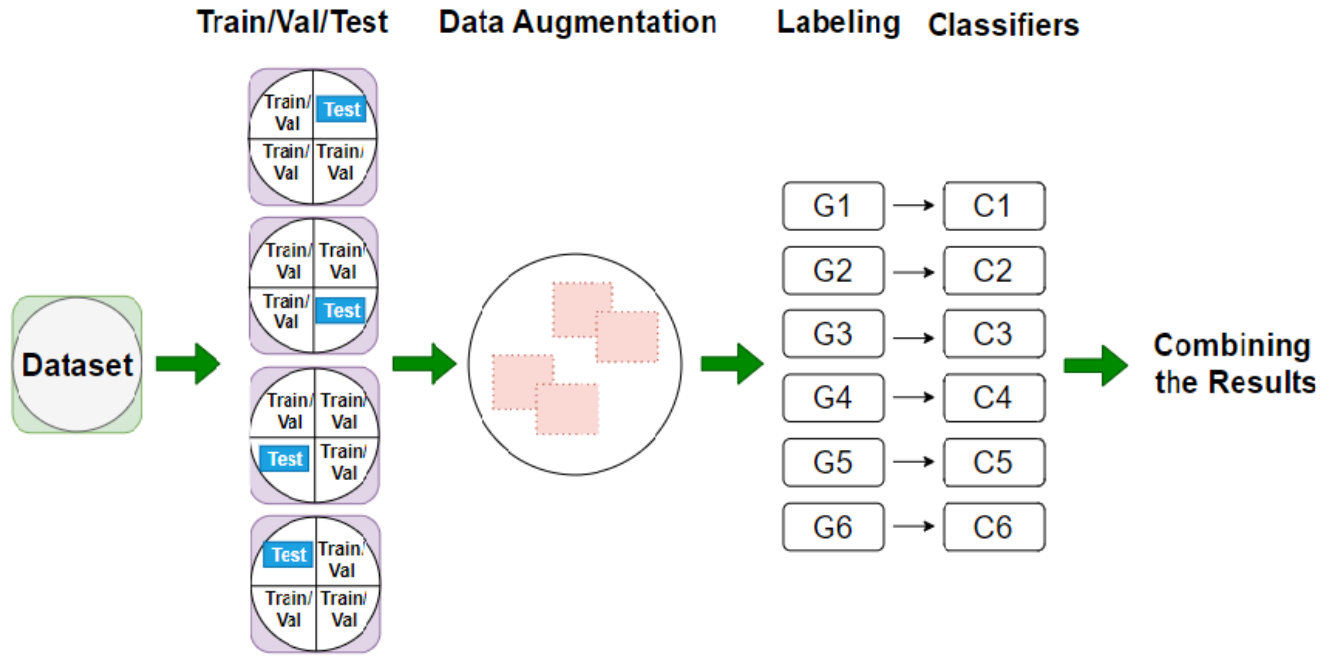 Train/Val/Test Data Augmentation Labeling Classifiers
Dataset
Train/
Val
Test
Train/
Val
Train/
Val
Train/
Val
Train/
Val
Train/
Val
Test
Train/
Val
Train/
Val
Test
Train/
Val
Test
Train/
Val
Train/
Val
Train/
Val
G1
C1
G2
C2
G3
C3
G4
C4
G5
C5
G6
C6
Combining
the Results